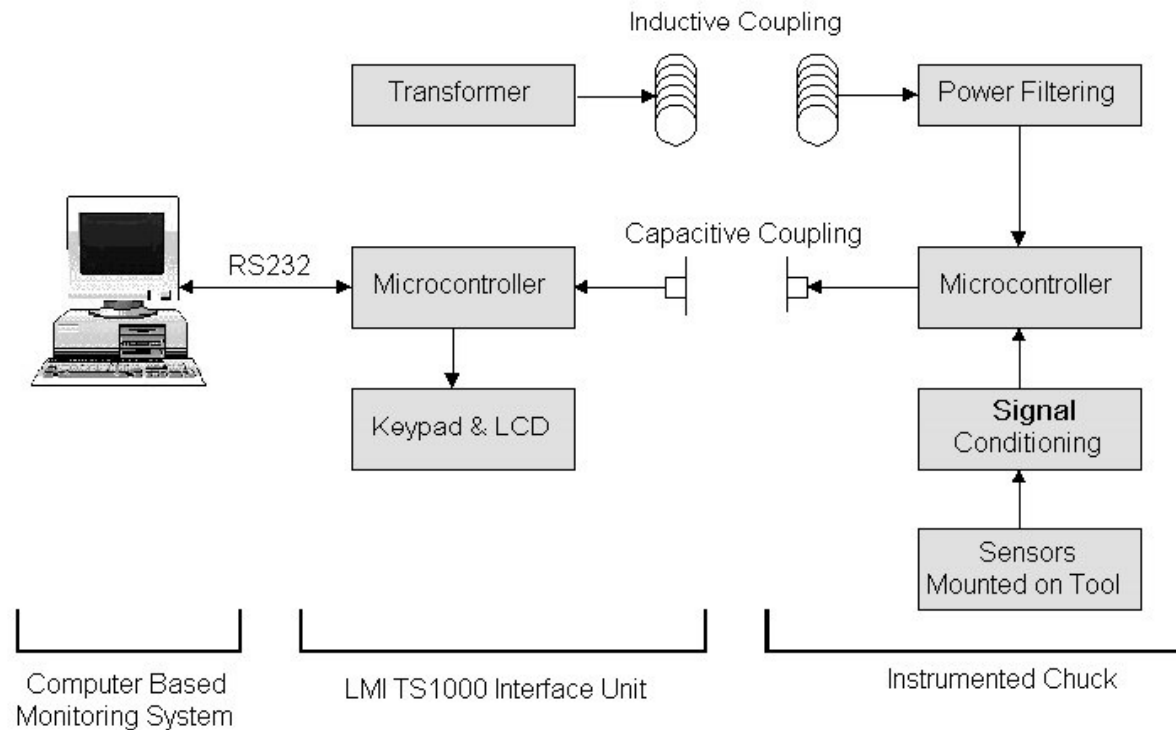 Inductive Coupling
Transformer
Power Filtering
Capacitive Coupling
RS232
Microcontroller
Microcontroller
Keypad & LCD
Signal
Conditioning
Sensors
Mounted on Tool
Computer Based
Monitoring System
LMI TS1000 Interface Unit
Instrumented Chuck